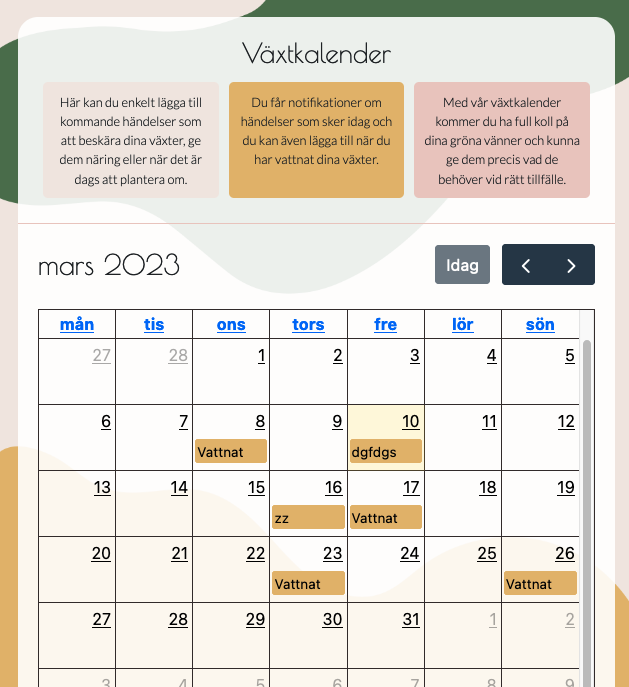 Växtkalender
Här kan du enkelt lägga till
kommande händelser som
att beskära dina växter, ge
dem näring eller när det är
dags att plantera om.
Du får notifikationer om
händelser som sker idag och
du kan även lägga till när du
har vattnat dina växter.
Med vår växtkalender
kommer du ha full koll på
dina gröna vänner och kunna
ge dem precis vad de
behöver vid rätt tillfälle.
mars 2023
Idag
mån tis ons tors fre lör sön
27 28 1 2 3 4 5
6 7 8 9 10 11 12
Vattnat dgfdgs
13 14 15 16 17 18 19
zz Vattnat
20 21 22 23 24 25 26
Vattnat Vattnat
27 28 29 30 31 1 2
3 4 5 6 7 8 9